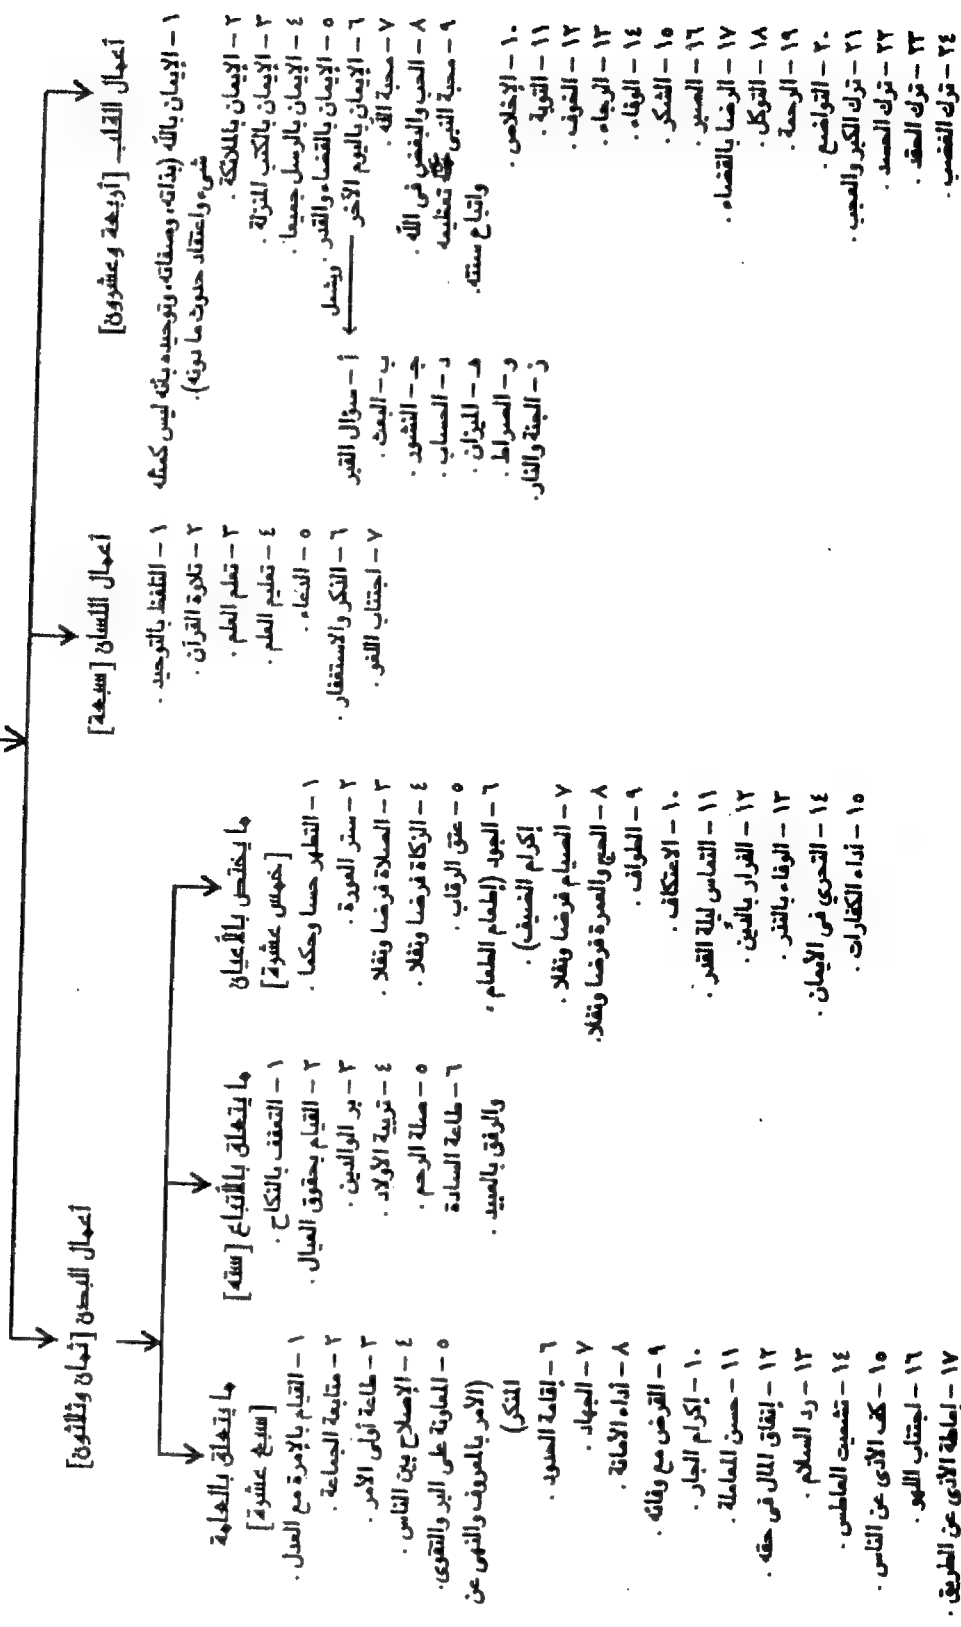 أعمال القلب [أربعة وعشرون]
١ - الإيمان بالله (بذاته، وصفاته، وتوحيده بأنه ليس كمثله
شيء واعتقاد حدوث ما دونه).
٢ - الإيمان بالملائكة .
٣ - الإيمان بالكتب المنزلة .
٤ - الإيمان بالرسل جميعا .
٥ - الإيمان بالقضاء والقدر .
٦ - الإيمان باليوم الآخر ويشمل
أ - سؤال القبر
ب - البعث .
جـ - النشور .
د - الحساب .
هـ - الميزان .
و - الصراط .
ز - الجنة والنار.
٧ - محبة الله .
٨ - الحب والبغض في الله .
٩ - محبة النبي ﷺ تعظيمه
واتباع سنته.
١٠ - الإخلاص .
١١ - التوبة .
١٢ - الخوف .
١٣ - الرجاء .
١٤ - الوفاء .
١٥ - الشكر .
١٦ - الصبر .
١٧ - الرضا بالقضاء .
١٨ - التوكل .
١٩ - الرحمة .
٢٠ - التواضع .
٢١ - ترك الكبر والعجب .
٢٢ - ترك الحسد .
٢٣ - ترك الحقد .
٢٤ - ترك الغضب .
أعمال اللسان [سبعة]
١ - التلفظ بالتوحيد .
٢ - تلاوة القرآن .
٣ - تعلم العلم .
٤ - تعليم العلم .
٥ - الدعاء .
٦ - الذكر والاستغفار .
٧ - اجتناب اللغو .
أعمال البدن [ثمان وثلاثون]
ما يختص بالأعيان
[خمس عشرة]
١ - التطهر حسا وحكما .
٢ - ستر العورة .
٣ - الصلاة فرضا ونفلا .
٤ - الزكاة فرضا ونفلا .
٥ - عتق الرقاب .
٦ - الجود (إطعام الطعام ،
إكرام الضيف) .
٧ - الصيام فرضا ونفلا .
٨ - الحج والعمرة فرضا ونفلا.
٩ - الطواف .
١٠ - الاعتكاف .
١١ - التماس ليلة القدر .
١٢ - الفرار بالدين .
١٣ - الوفاء بالنذر .
١٤ - التحري في الأيمان .
١٥ - أداء الكفارات .
ما يتعلق بالأتباع [سته]
١ - التعفف بالنكاح .
٢ - القيام بحقوق العيال .
٣ - بر الوالدين .
٤ - تربية الأولاد .
٥ - صلة الرحم .
٦ - طاعة السادة
والرفق بالعبيد .
ما يتعلق بالعامة
[سبع عشرة]
١ - القيام بالإمرة مع العدل .
٢ - متابعة الجماعة .
٣ - طاعة أولى الأمر .
٤ - الإصلاح بين الناس .
٥ - المعاونة على البر والتقوى.
(الأمر بالمعروف والنهى عن
المنكر)
٦ - إقامة الحدود .
٧ - الجهاد .
٨ - أداء الأمانة .
٩ - القرض مع وفائه .
١٠ - إكرام الجار .
١١ - حسن المعاملة .
١٢ - إنفاق المال في حقه .
١٣ - رد السلام .
١٤ - تشميت العاطس .
١٥ - كف الأذى عن الناس .
١٦ - اجتناب اللهو .
١٧ - إماطة الأذى عن الطريق .